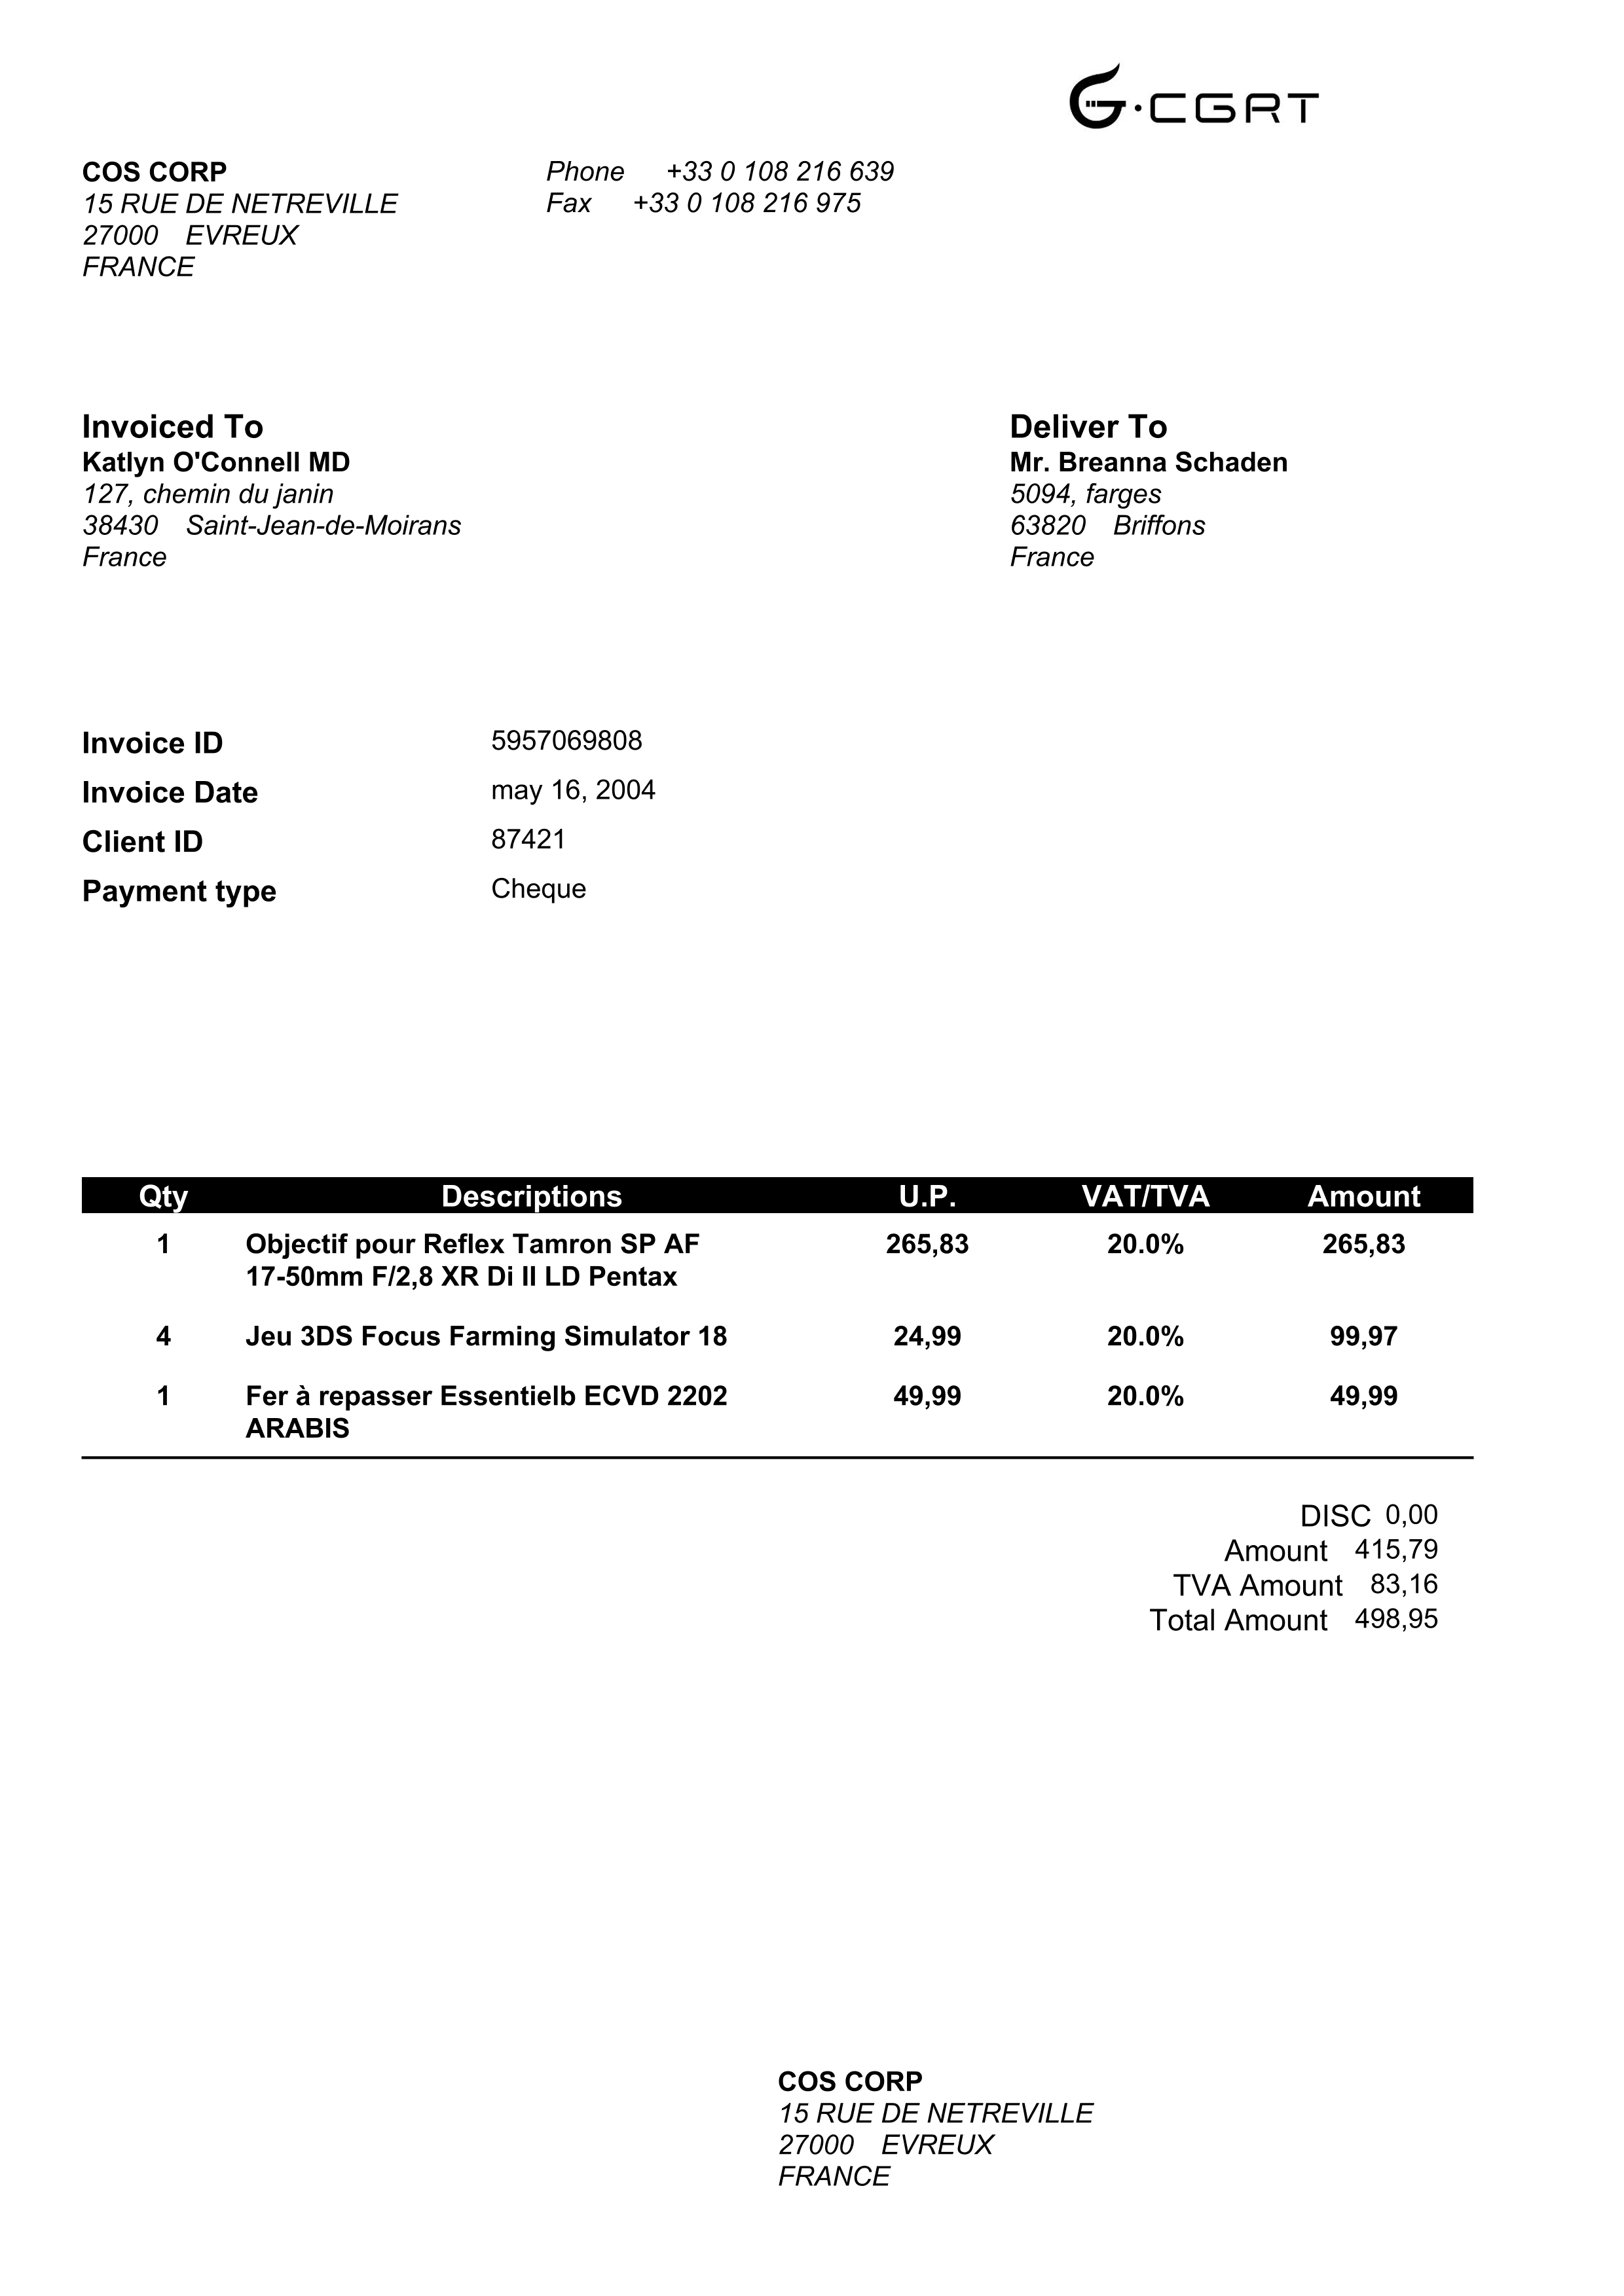 G·CGRT
COS CORP
15 RUE DE NETREVILLE
27000 EVREUX
FRANCE
Phone +33 0 108 216 639
Fax +33 0 108 216 975
Invoiced To
Katlyn O'Connell MD
127, chemin du janin
38430 Saint-Jean-de-Moirans
France
Deliver To
Mr. Breanna Schaden
5094, farges
63820 Briffons
France
Invoice ID 5957069808
Invoice Date may 16, 2004
Client ID 87421
Payment type Cheque
Qty Descriptions U.P. VAT/TVA Amount
1 Objectif pour Reflex Tamron SP AF 265,83 20.0% 265,83
17-50mm F/2,8 XR Di II LD Pentax
4 Jeu 3DS Focus Farming Simulator 18 24,99 20.0% 99,97
1 Fer à repasser Essentielb ECVD 2202 49,99 20.0% 49,99
ARABIS
DISC 0,00
Amount 415,79
TVA Amount 83,16
Total Amount 498,95
COS CORP
15 RUE DE NETREVILLE
27000 EVREUX
FRANCE